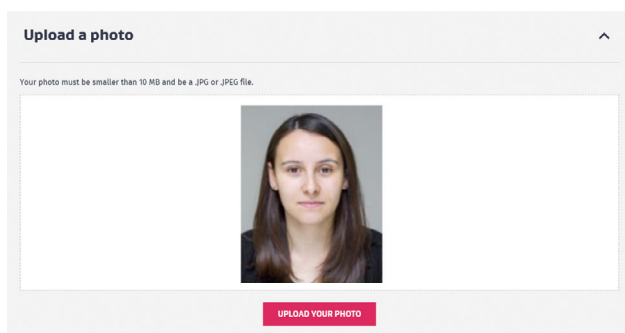 Upload a photo
Your photo must be smaller than 10 MB and be a .JPG or .JPEG file.
UPLOAD YOUR PHOTO